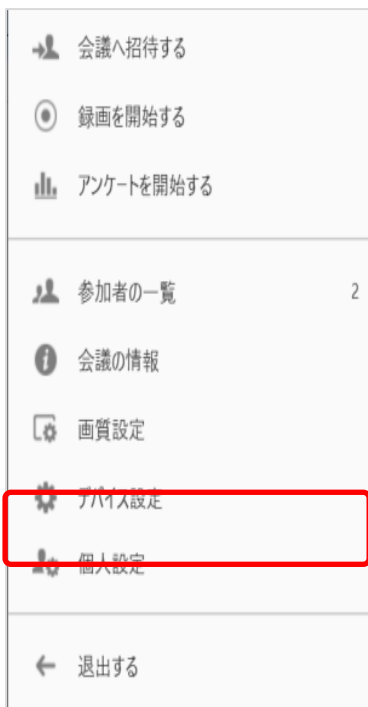 会議へ招待する
録画を開始する
アンケートを開始する
参加者の一覧 2
会議の情報
画質設定
デバイス設定
個人設定
退出する